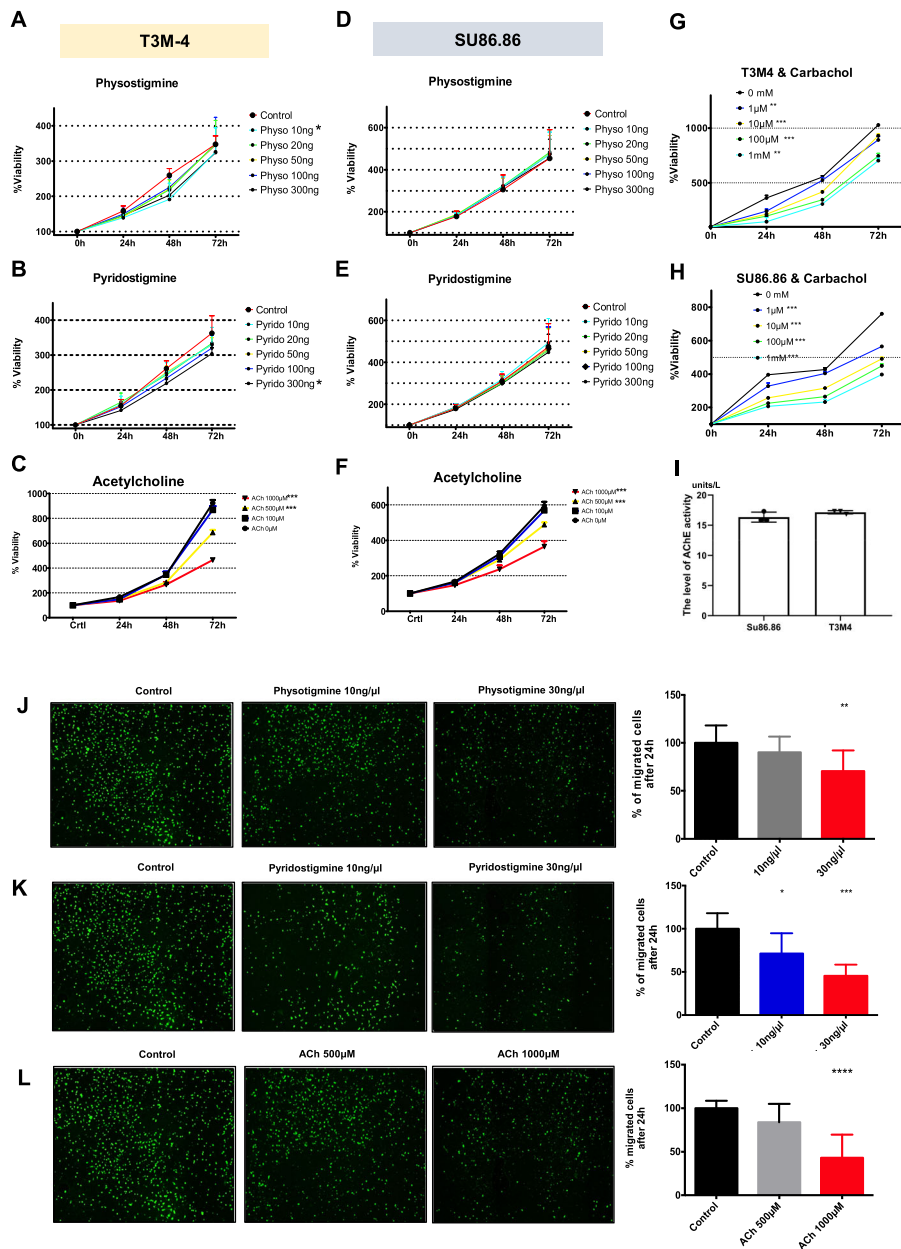 A
T3M-4
D
SU86.86
G
Physostigmine
%Viability
400
300
200
100
0h
24h
48h
72h
Control
Physo 10ng *
Physo 20ng
Physo 50ng
Physo 100ng
Physo 300ng
Physostigmine
%Viability
600
400
200
0h
24h
48h
72h
Control
Physo 10ng
Physo 20ng
Physo 50ng
Physo 100ng
Physo 300ng
T3M4 & Carbachol
%Viability
1000
500
0h
24h
48h
72h
0 mM
1µM **
10µM ***
100µM ***
1mM **
B
Pyridostigmine
%Viability
400
300
200
100
0h
24h
48h
72h
Control
Pyrido 10ng
Pyrido 20ng
Pyrido 50ng
Pyrido 100ng
Pyrido 300ng *
E
Pyridostigmine
%Viability
600
400
200
0h
24h
48h
72h
Control
Pyrido 10ng
Pyrido 20ng
Pyrido 50ng
Pyrido 100ng
Pyrido 300ng
H
SU86.86 & Carbachol
%Viability
800
600
400
200
0h
24h
48h
72h
0 mM
1µM ***
10µM ***
100µM ***
1mM ***
C
Acetylcholine
% Viability
1000
800
600
400
200
0
Crtl
24h
48h
72h
ACh 1000µM ***
ACh 500µM ***
ACh 100µM
ACh 0µM
F
Acetylcholine
% Viability
600
400
200
0
Crtl
24h
48h
72h
ACh 1000µM ***
ACh 500µM ***
ACh 100µM
ACh 0µM
I
units/L
The level of AChE activity
20
15
10
5
0
Su86.86
T3M4
J
Control
Physotigmine 10ng/µl
Physotigmine 30ng/µl
% of migrated cells
after 24h
150
100
50
0
**
Control
10ng/µl
30ng/µl
K
Control
Pyridostigmine 10ng/µl
Pyridostigmine 30ng/µl
% of migrated cells
after 24h
150
100
50
0
*
***
Control
10ng/µl
30ng/µl
L
Control
ACh 500µM
ACh 1000µM
% migrated cells
after 24h
150
100
50
0
****
Control
ACh 500µM
ACh 1000µM